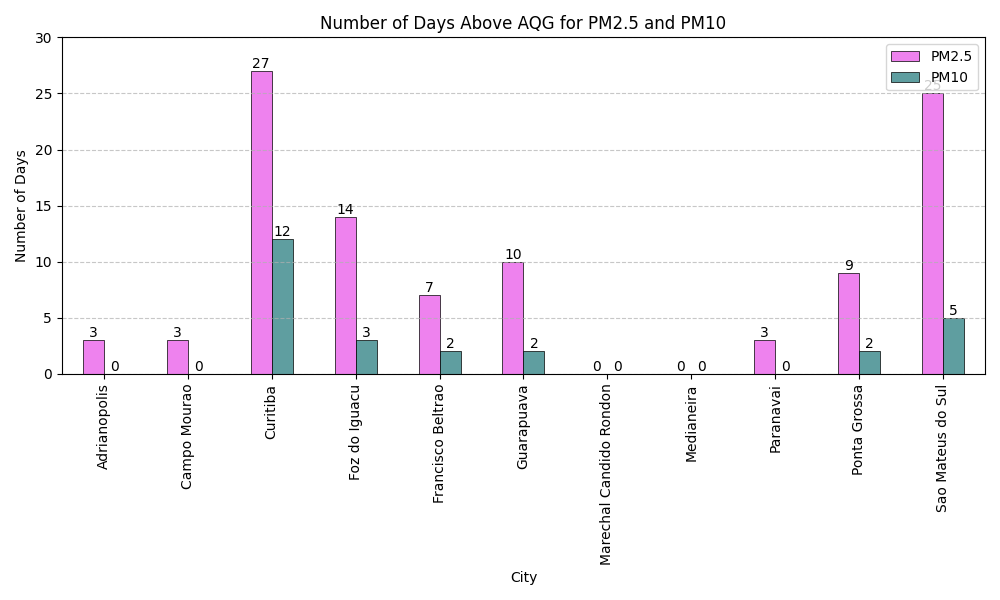 Number of Days Above AQG for PM2.5 and PM10
Number of Days
30
25
20
15
10
5
0
PM2.5
PM10
3
0
3
0
27
12
14
3
7
2
10
2
0
0
0
0
3
0
9
2
25
5
Adrianopolis
Campo Mourao
Curitiba
Foz do Iguacu
Francisco Beltrao
Guarapuava
Marechal Candido Rondon
Medianeira
Paranavai
Ponta Grossa
Sao Mateus do Sul
City